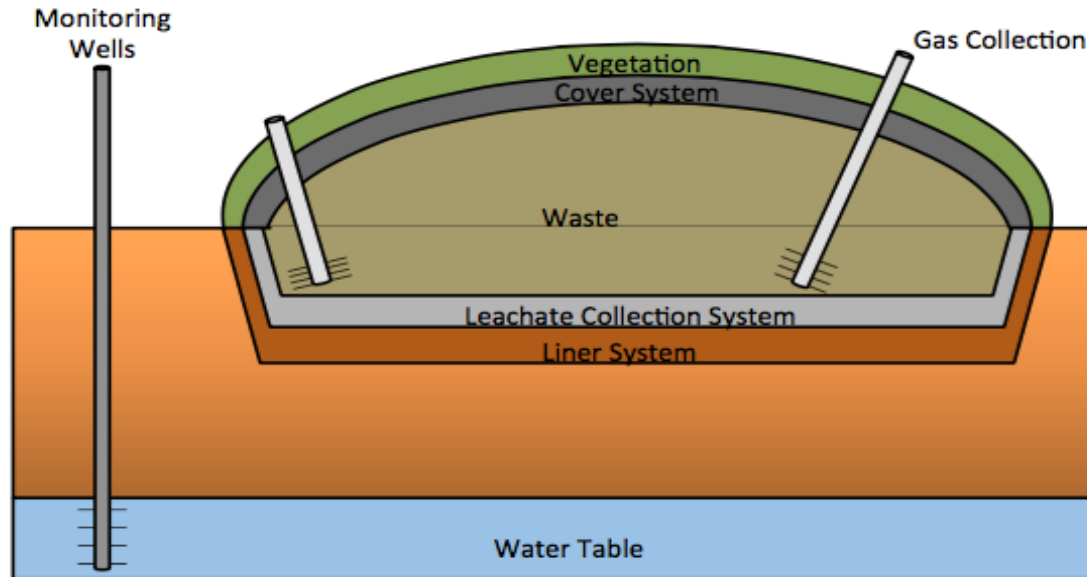 Monitoring
Wells
Gas Collection
Vegetation
Cover System
Waste
Leachate Collection System
Liner System
Water Table